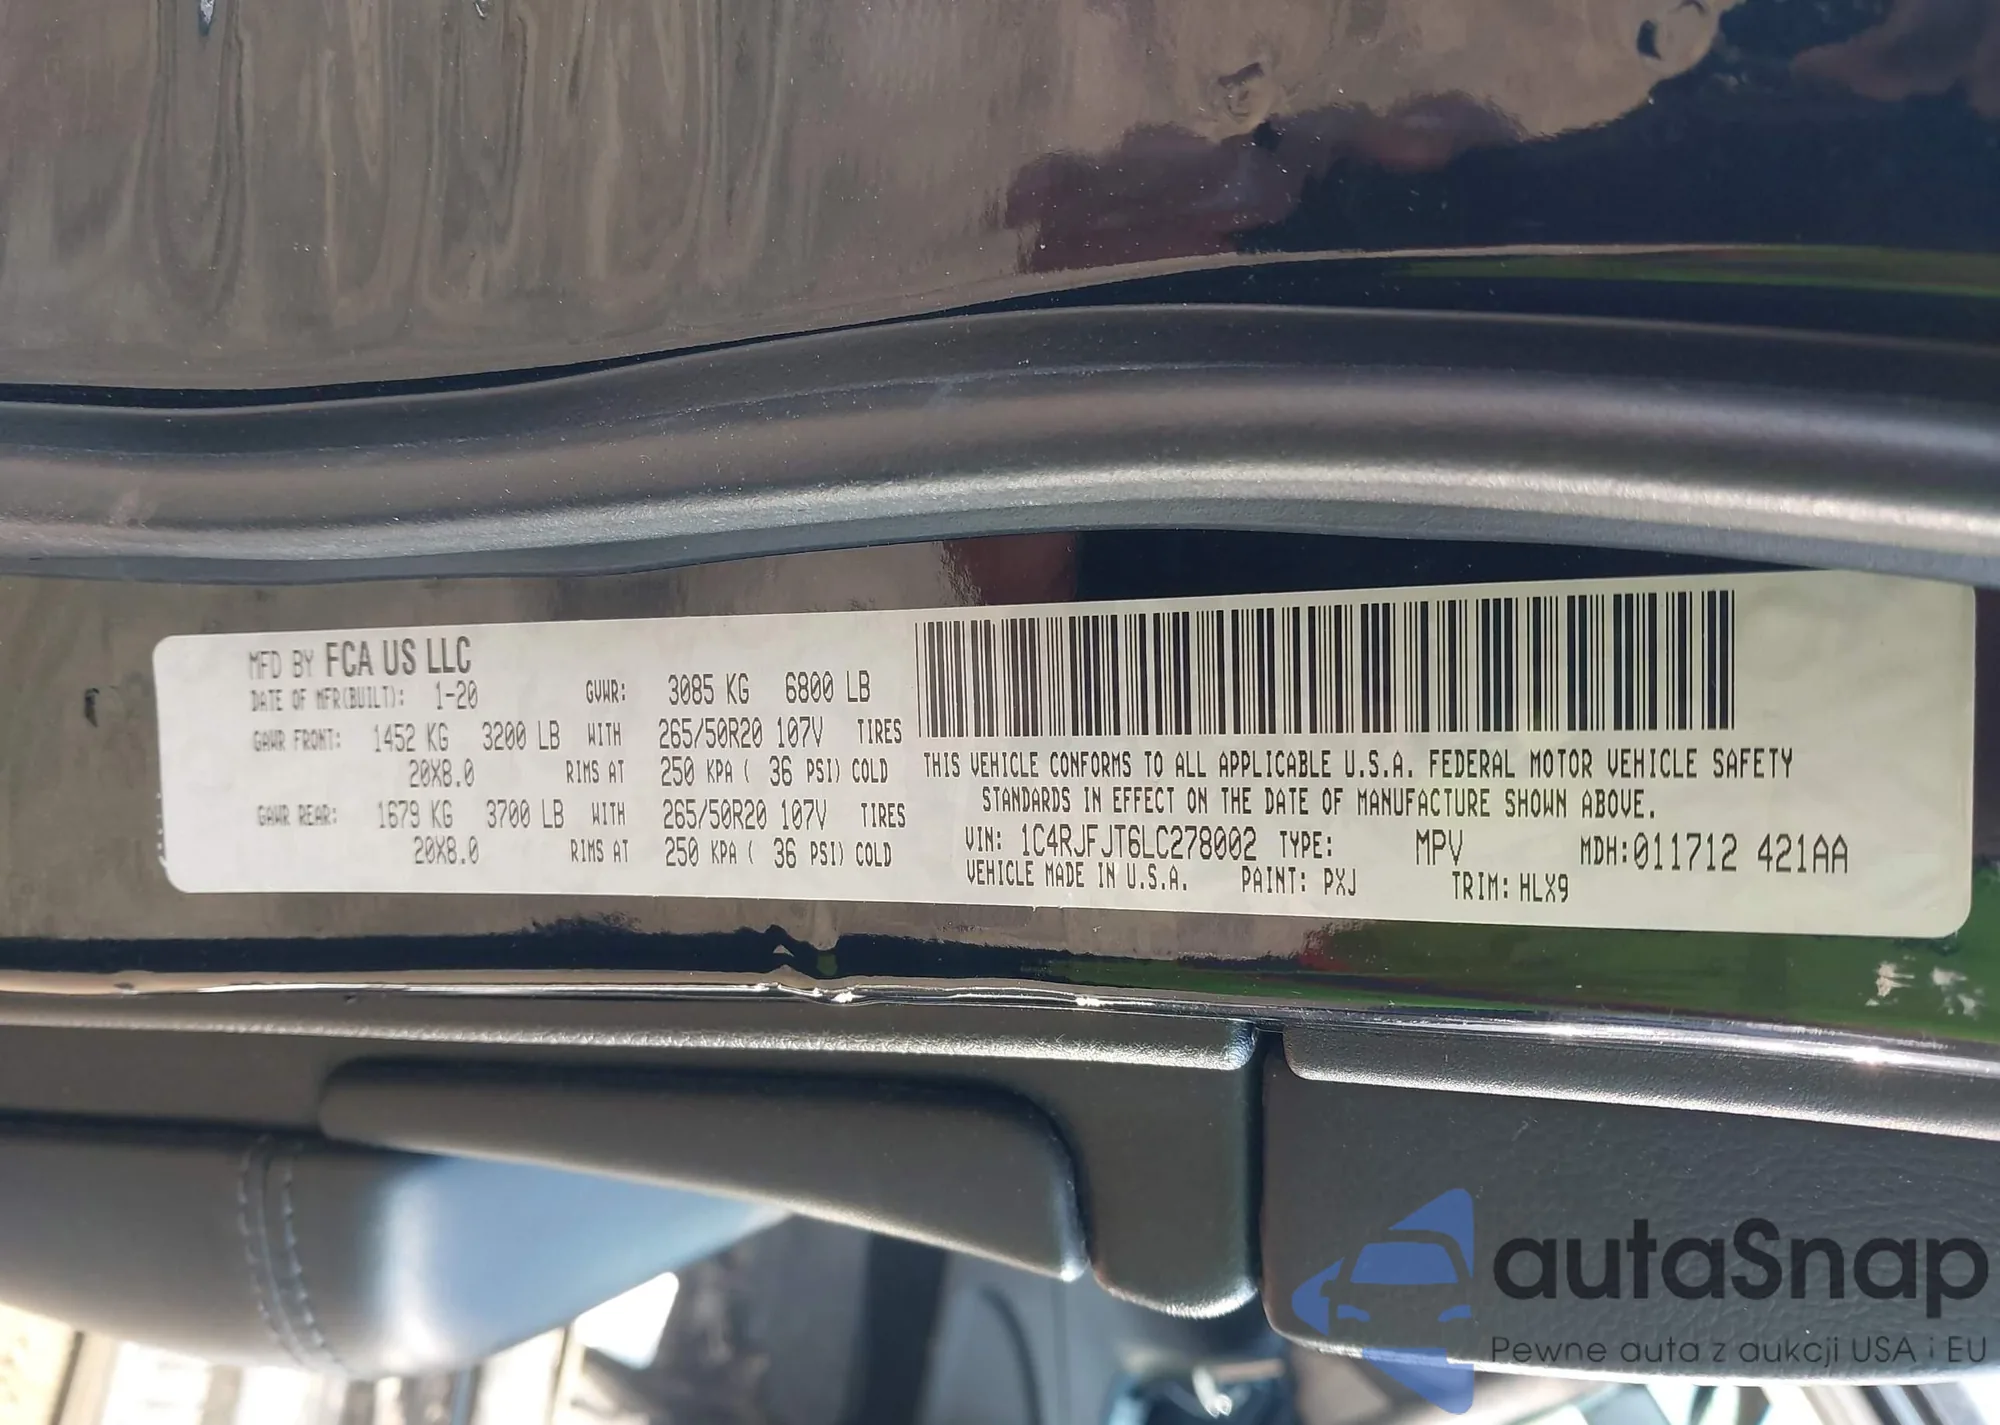 MFD BY FCA US LLC
DATE OF MFR(BUILT): 1-20 GVWR: 3085 KG 6800 LB
GAWR FRONT: 1452 KG 3200 LB WITH 265/50R20 107V TIRES
20X8.0 RIMS AT 250 KPA ( 36 PSI) COLD
GAWR REAR: 1679 KG 3700 LB WITH 265/50R20 107V TIRES
20X8.0 RIMS AT 250 KPA ( 36 PSI) COLD
THIS VEHICLE CONFORMS TO ALL APPLICABLE U.S.A. FEDERAL MOTOR VEHICLE SAFETY
STANDARDS IN EFFECT ON THE DATE OF MANUFACTURE SHOWN ABOVE.
VIN: 1C4RJFJT6LC278002 TYPE: MPV MDH:011712 421AA
VEHICLE MADE IN U.S.A. PAINT: PXJ TRIM: HLX9
autaSnap
Pewne auta z aukcji USA i EU